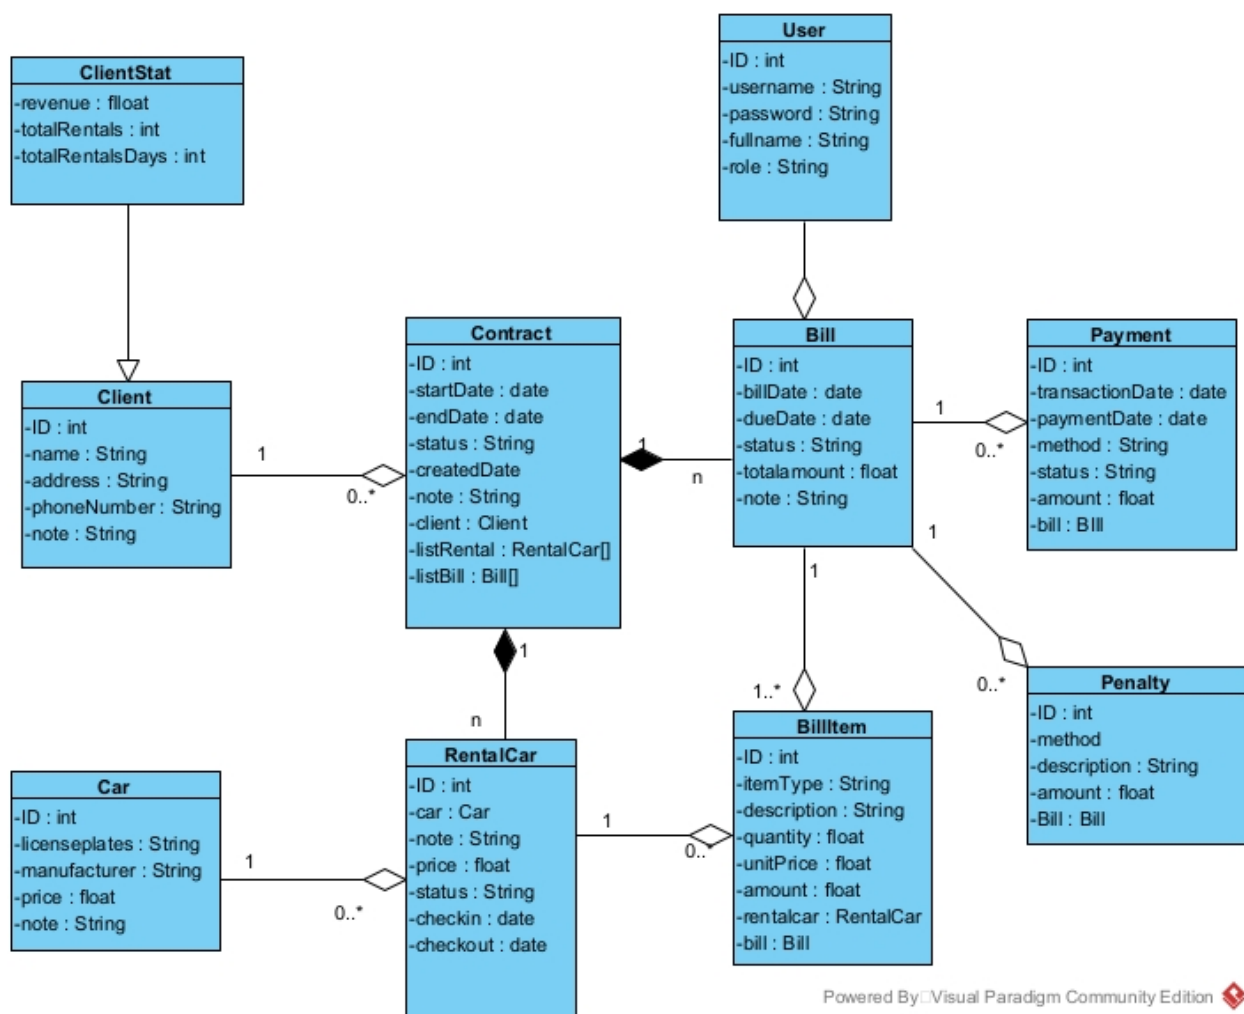 User
-ID : int
-username : String
-password : String
-fullname : String
-role : String
ClientStat
-revenue : flloat
-totalRentals : int
-totalRentalsDays : int
Contract
-ID : int
-startDate : date
-endDate : date
-status : String
-createdDate
-note : String
-client : Client
-listRental : RentalCar[]
-listBill : Bill[]
Bill
-ID : int
-billDate : date
-dueDate : date
-status : String
-totalamount : float
-note : String
Payment
-ID : int
-transactionDate : date
-paymentDate : date
-method : String
-status : String
-amount : float
-bill : BIll
Client
-ID : int
-name : String
-address : String
-phoneNumber : String
-note : String
1
0..*
1
n
1
0..*
1
0..*
1
n
1
1..*
Penalty
-ID : int
-method
-description : String
-amount : float
-Bill : Bill
BillItem
-ID : int
-itemType : String
-description : String
-quantity : float
-unitPrice : float
-amount : float
-rentalcar : RentalCar
-bill : Bill
RentalCar
-ID : int
-car : Car
-note : String
-price : float
-status : String
-checkin : date
-checkout : date
Car
-ID : int
-licenseplates : String
-manufacturer : String
-price : float
-note : String
1
0..*
1
0..*
Powered By Visual Paradigm Community Edition